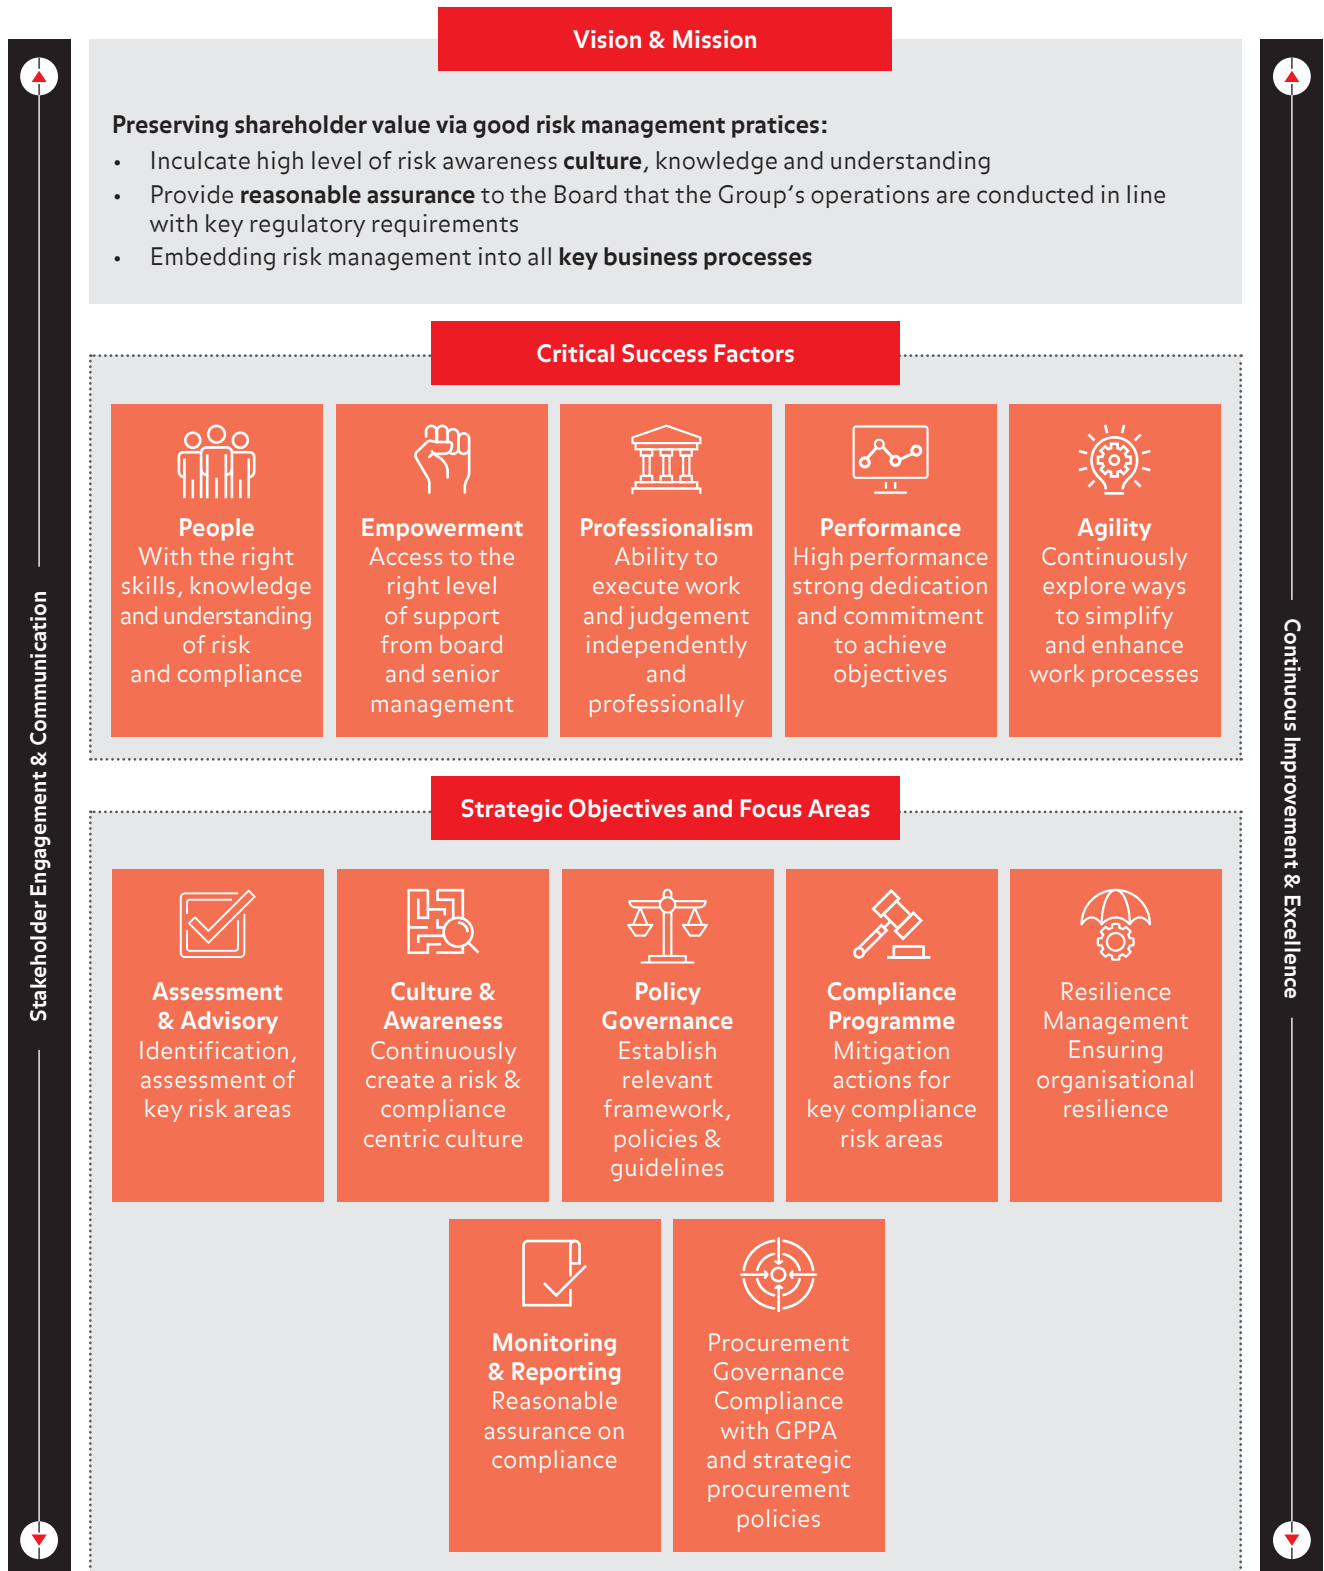 Vision & Mission
Preserving shareholder value via good risk management pratices:
• Inculcate high level of risk awareness culture, knowledge and understanding
• Provide reasonable assurance to the Board that the Group‘s operations are conducted in line
with key regulatory requirements
• Embedding risk management into all key business processes
Critical Success Factors
People
With the right
skills, knowledge
and understanding
of risk
and compliance
Empowerment
Access to the
right level
of support
from board
and senior
management
Professionalism
Ability to
execute work
and judgement
independently
and
professionally
Performance
High performance
strong dedication
and commitment
to achieve
objectives
Agility
Continuously
explore ways
to simplify
and enhance
work processes
Strategic Objectives and Focus Areas
Assessment
& Advisory
Identification,
assessment of
key risk areas
Culture &
Awareness
Continuously
create a risk &
compliance
centric culture
Policy
Governance
Establish
relevant
framework,
policies &
guidelines
Compliance
Programme
Mitigation
actions for
key compliance
risk areas
Resilience
Management
Ensuring
organisational
resilience
Monitoring
& Reporting
Reasonable
assurance on
compliance
Procurement
Governance
Compliance
with GPPA
and strategic
procurement
policies
Stakeholder Engagement & Communication
Continuous Improvement & Excellence